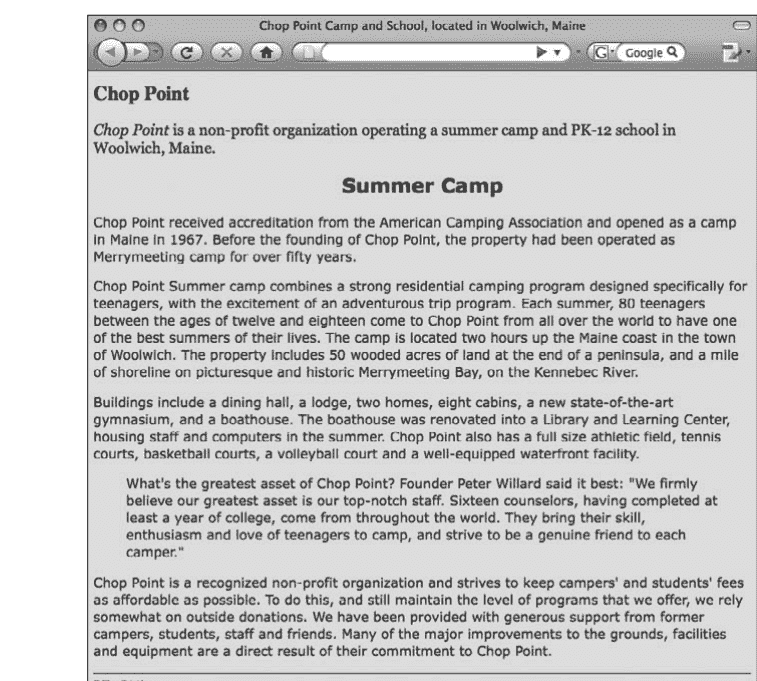 Chop Point Camp and School, located in Woolwich, Maine
G Google
Chop Point
Chop Point is a non-profit organization operating a summer camp and PK-12 school in
Woolwich, Maine.
Summer Camp
Chop Point received accreditation from the American Camping Association and opened as a camp
in Maine in 1967. Before the founding of Chop Point, the property had been operated as
Merrymeeting camp for over fifty years.
Chop Point Summer camp combines a strong residential camping program designed specifically for
teenagers, with the excitement of an adventurous trip program. Each summer, 80 teenagers
between the ages of twelve and eighteen come to Chop Point from all over the world to have one
of the best summers of their lives. The camp is located two hours up the Maine coast in the town
of Woolwich. The property includes 50 wooded acres of land at the end of a peninsula, and a mile
of shoreline on picturesque and historic Merrymeeting Bay, on the Kennebec River.
Buildings include a dining hall, a lodge, two homes, eight cabins, a new state-of-the-art
gymnasium, and a boathouse. The boathouse was renovated into a Library and Learning Center,
housing staff and computers in the summer. Chop Point also has a full size athletic field, tennis
courts, basketball courts, a volleyball court and a well-equipped waterfront facility.
What's the greatest asset of Chop Point? Founder Peter Willard said it best: "We firmly
believe our greatest asset is our top-notch staff. Sixteen counselors, having completed at
least a year of college, come from throughout the world. They bring their skill,
enthusiasm and love of teenagers to camp, and strive to be a genuine friend to each
camper."
Chop Point is a recognized non-profit organization and strives to keep campers' and students' fees
as affordable as possible. To do this, and still maintain the level of programs that we offer, we rely
somewhat on outside donations. We have been provided with generous support from former
campers, students, staff and friends. Many of the major improvements to the grounds, facilities
and equipment are a direct result of their commitment to Chop Point.